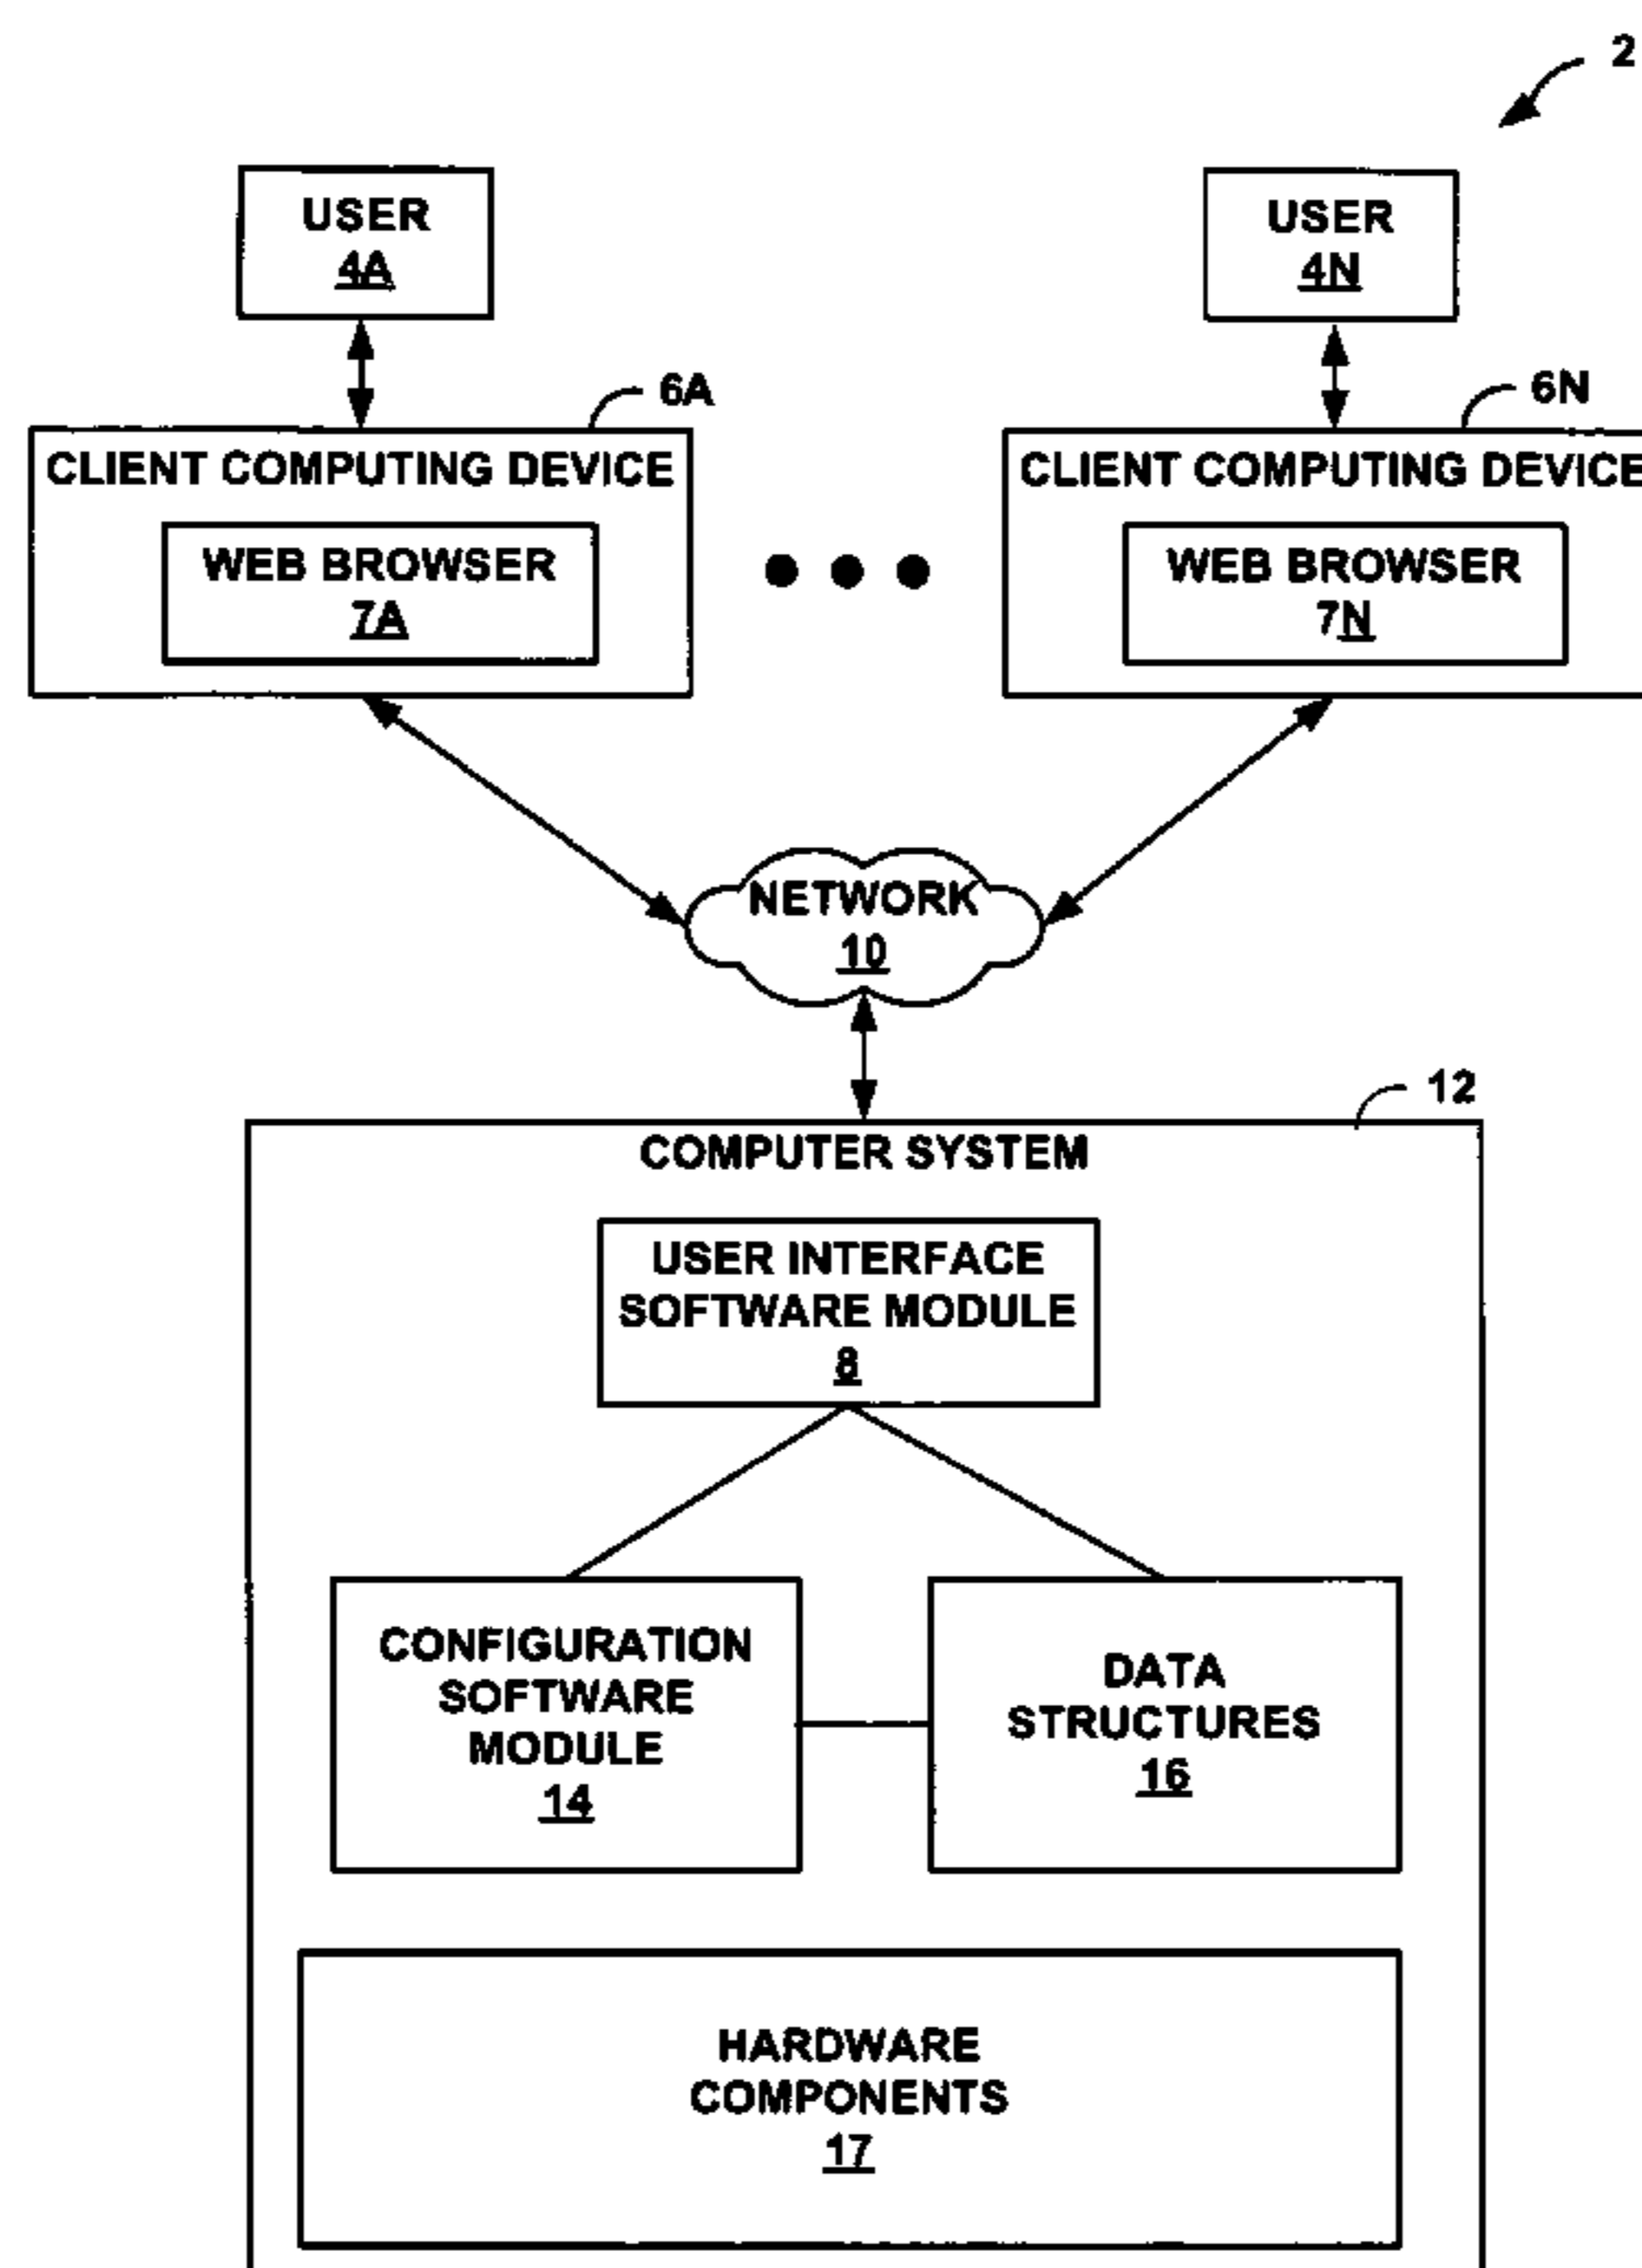 2
USER
4A
USER
4N
6A
6N
CLIENT COMPUTING DEVICE
WEB BROWSER
7A
CLIENT COMPUTING DEVICE
WEB BROWSER
7N
NETWORK
10
12
COMPUTER SYSTEM
USER INTERFACE
SOFTWARE MODULE
8
CONFIGURATION
SOFTWARE
MODULE
14
DATA
STRUCTURES
16
HARDWARE
COMPONENTS
17